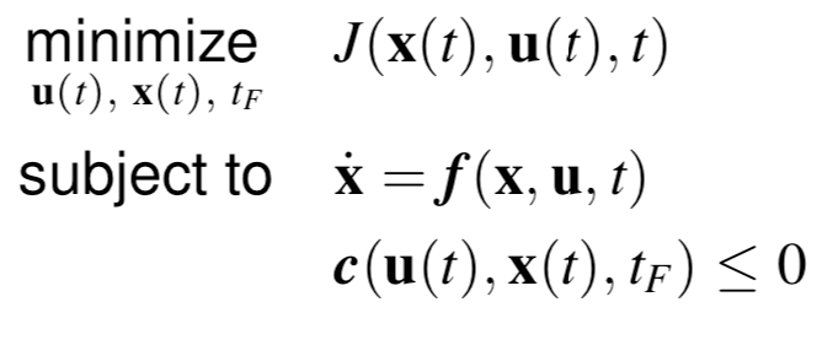 minimize J(x(t), u(t), t)
u(t), x(t), t_F
subject to ẋ = f(x, u, t)
c(u(t), x(t), t_F) ≤ 0